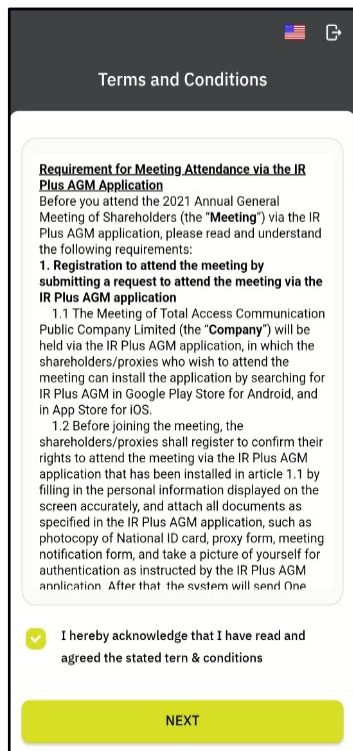 Terms and Conditions
Requirement for Meeting Attendance via the IR
Plus AGM Application
Before you attend the 2021 Annual General
Meeting of Shareholders (the “Meeting”) via the IR
Plus AGM application, please read and understand
the following requirements:
1. Registration to attend the meeting by
submitting a request to attend the meeting via the
IR Plus AGM application
1.1 The Meeting of Total Access Communication
Public Company Limited (the “Company”) will be
held via the IR Plus AGM application, in which the
shareholders/proxies who wish to attend the
meeting can install the application by searching for
IR Plus AGM in Google Play Store for Android, and
in App Store for iOS.
1.2 Before joining the meeting, the
shareholders/proxies shall register to confirm their
rights to attend the meeting via the IR Plus AGM
application that has been installed in article 1.1 by
filling in the personal information displayed on the
screen accurately, and attach all documents as
specified in the IR Plus AGM application, such as
photocopy of National ID card, proxy form, meeting
notification form, and take a picture of yourself for
authentication as instructed by the IR Plus AGM
application. After that, the system will send One
I hereby acknowledge that I have read and
agreed the stated tern & conditions
NEXT